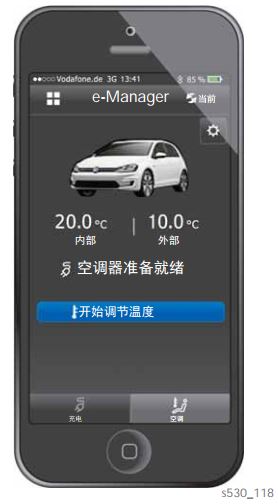 Vodafone.de 3G 13:41 85 %
e-Manager 当前
20.0°C | 10.0°C
内部 外部
空调器准备就绪
开始调节温度
充电 空调
s530_118